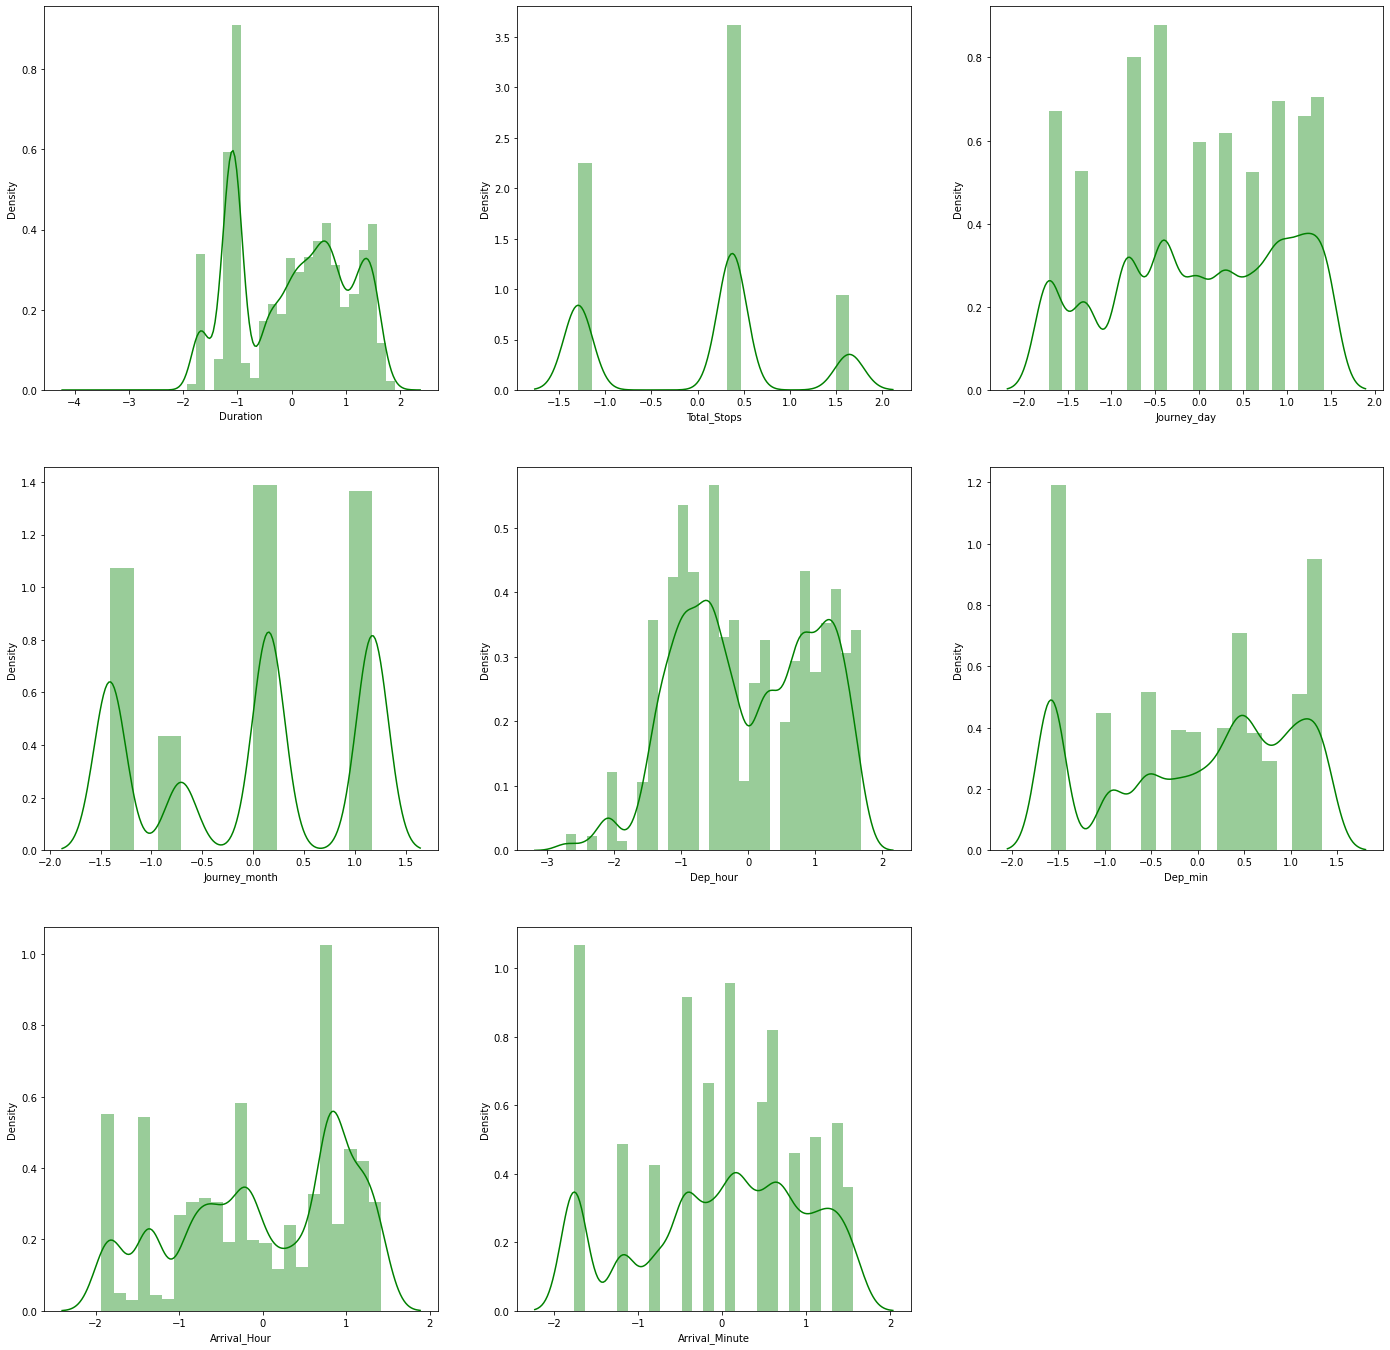 0.8
0.6
0.4
0.2
0.0
Density
−4 −3 −2 −1 0 1 2
Duration
3.5
3.0
2.5
2.0
1.5
1.0
0.5
0.0
Density
−1.5 −1.0 −0.5 0.0 0.5 1.0 1.5 2.0
Total_Stops
0.8
0.6
0.4
0.2
0.0
Density
−2.0 −1.5 −1.0 −0.5 0.0 0.5 1.0 1.5 2.0
Journey_day
1.4
1.2
1.0
0.8
0.6
0.4
0.2
0.0
Density
−2.0 −1.5 −1.0 −0.5 0.0 0.5 1.0 1.5
Journey_month
0.5
0.4
0.3
0.2
0.1
0.0
Density
−3 −2 −1 0 1 2
Dep_hour
1.2
1.0
0.8
0.6
0.4
0.2
0.0
Density
−2.0 −1.5 −1.0 −0.5 0.0 0.5 1.0 1.5
Dep_min
1.0
0.8
0.6
0.4
0.2
0.0
Density
−2 −1 0 1 2
Arrival_Hour
1.0
0.8
0.6
0.4
0.2
0.0
Density
−2 −1 0 1 2
Arrival_Minute